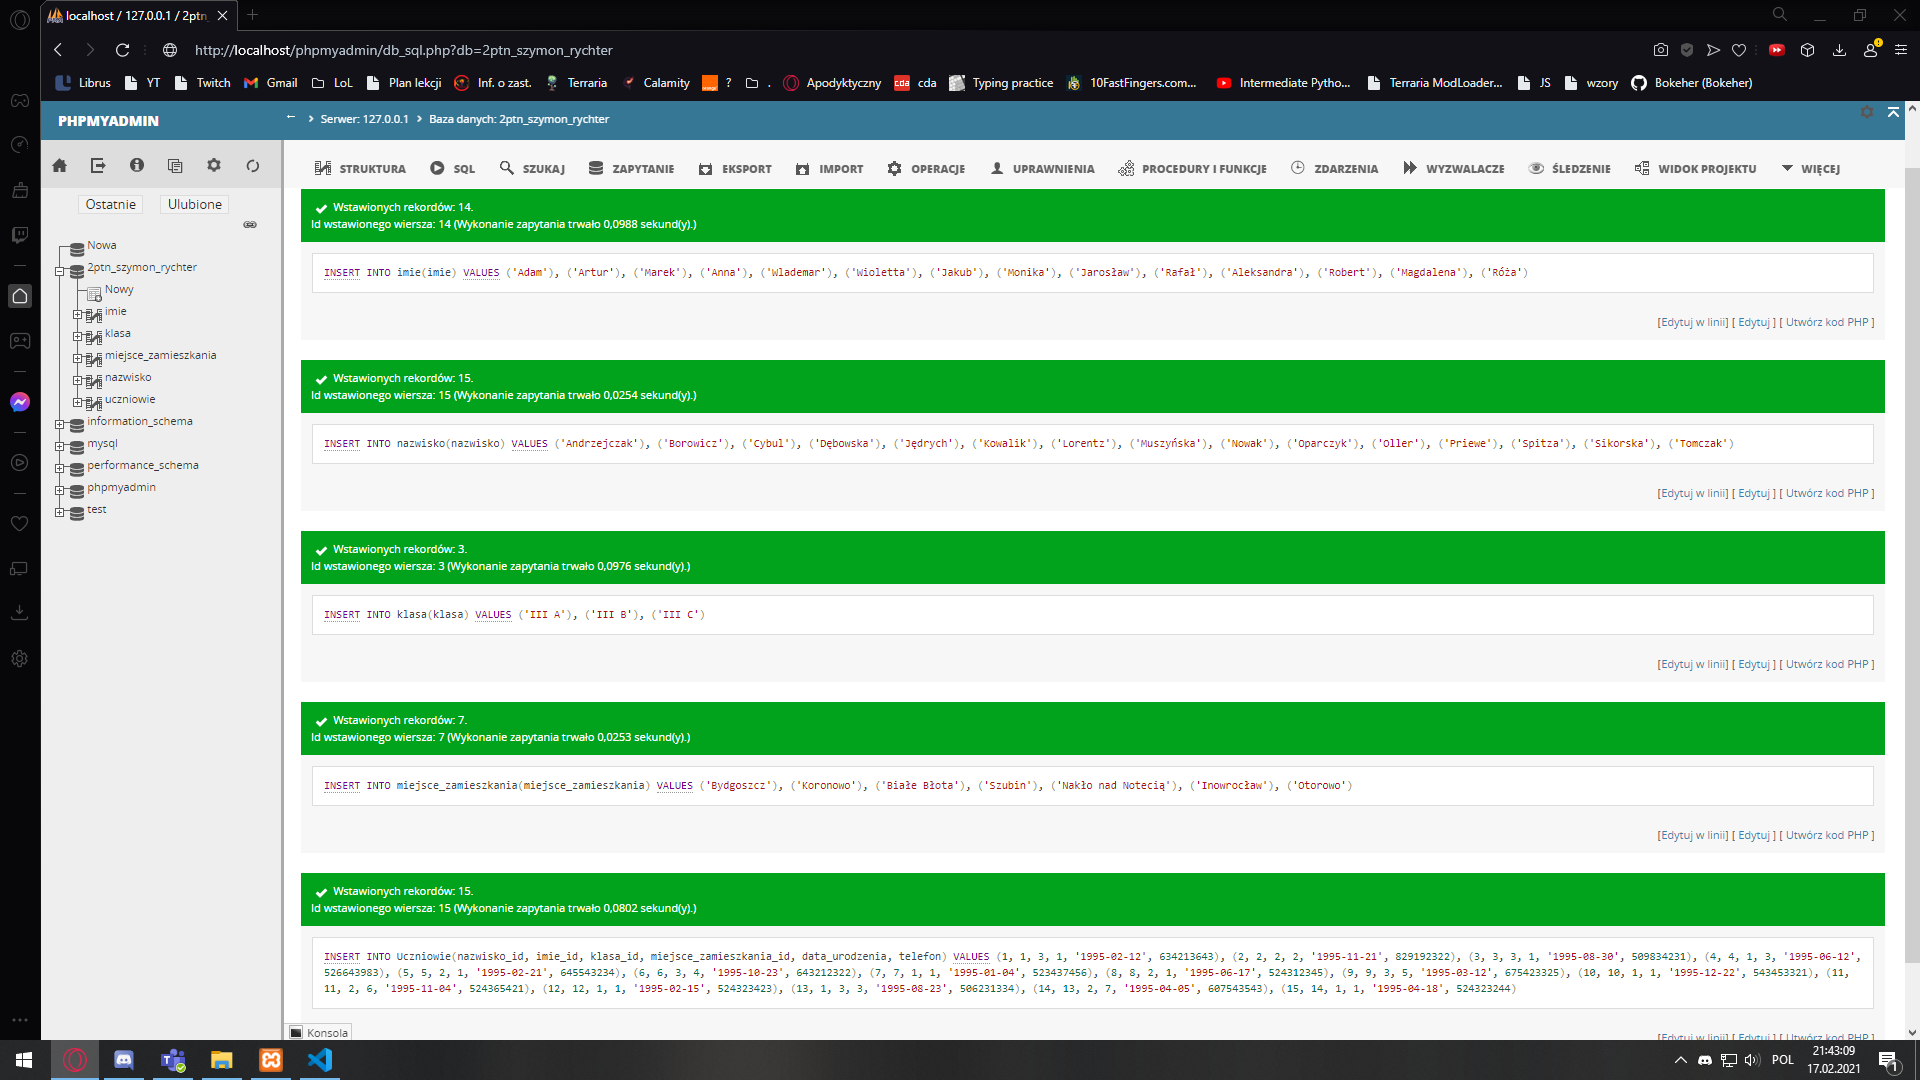 localhost / 127.0.0.1 / 2ptn_
http://localhost/phpmyadmin/db_sql.php?db=2ptn_szymon_rychter
Librus YT Twitch Gmail LoL Plan lekcji Inf. o zast. Terraria Calamity ? . Apodyktyczny cda Typing practice 10FastFingers.com... Intermediate Pytho... Terraria ModLoader... JS wzory Bokeher (Bokeher)
PHPMYADMIN
Serwer: 127.0.0.1 Baza danych: 2ptn_szymon_rychter
STRUKTURA SQL SZUKAJ ZAPYTANIE EKSPORT IMPORT OPERACJE UPRAWNIENIA PROCEDURY I FUNKCJE ZDARZENIA WYZWALACZE ŚLEDZENIE WIDOK PROJEKTU WIĘCEJ
Ostatnie Ulubione
Nowa
2ptn_szymon_rychter
Nowy
imie
klasa
miejsce_zamieszkania
nazwisko
uczniowie
information_schema
mysql
performance_schema
phpmyadmin
test
Wstawionych rekordów: 14.
Id wstawionego wiersza: 14 (Wykonanie zapytania trwało 0,0988 sekund(y).)
INSERT INTO imie(imie) VALUES ('Adam'), ('Artur'), ('Marek'), ('Anna'), ('Wlademar'), ('Wioletta'), ('Jakub'), ('Monika'), ('Jarosław'), ('Rafał'), ('Aleksandra'), ('Robert'), ('Magdalena'), ('Róża')
[Edytuj w linii] [ Edytuj ] [ Utwórz kod PHP ]
Wstawionych rekordów: 15.
Id wstawionego wiersza: 15 (Wykonanie zapytania trwało 0,0254 sekund(y).)
INSERT INTO nazwisko(nazwisko) VALUES ('Andrzejczak'), ('Borowicz'), ('Cybul'), ('Dębowska'), ('Jędrych'), ('Kowalik'), ('Lorentz'), ('Muszyńska'), ('Nowak'), ('Oparczyk'), ('Oller'), ('Priewe'), ('Spitza'), ('Sikorska'), ('Tomczak')
[Edytuj w linii] [ Edytuj ] [ Utwórz kod PHP ]
Wstawionych rekordów: 3.
Id wstawionego wiersza: 3 (Wykonanie zapytania trwało 0,0976 sekund(y).)
INSERT INTO klasa(klasa) VALUES ('III A'), ('III B'), ('III C')
[Edytuj w linii] [ Edytuj ] [ Utwórz kod PHP ]
Wstawionych rekordów: 7.
Id wstawionego wiersza: 7 (Wykonanie zapytania trwało 0,0253 sekund(y).)
INSERT INTO miejsce_zamieszkania(miejsce_zamieszkania) VALUES ('Bydgoszcz'), ('Koronowo'), ('Białe Błota'), ('Szubin'), ('Nakło nad Notecią'), ('Inowrocław'), ('Otorowo')
[Edytuj w linii] [ Edytuj ] [ Utwórz kod PHP ]
Wstawionych rekordów: 15.
Id wstawionego wiersza: 15 (Wykonanie zapytania trwało 0,0802 sekund(y).)
INSERT INTO Uczniowie(nazwisko_id, imie_id, klasa_id, miejsce_zamieszkania_id, data_urodzenia, telefon) VALUES (1, 1, 3, 1, '1995-02-12', 634213643), (2, 2, 2, 2, '1995-11-21', 829192322), (3, 3, 3, 1, '1995-08-30', 509834231), (4, 4, 1, 3, '1995-06-12',
526643983), (5, 5, 2, 1, '1995-02-21', 645543234), (6, 6, 3, 4, '1995-10-23', 643212322), (7, 7, 1, 1, '1995-01-04', 523437456), (8, 8, 2, 1, '1995-06-17', 524312345), (9, 9, 3, 5, '1995-03-12', 675423325), (10, 10, 1, 1, '1995-12-22', 543453321), (11,
11, 2, 6, '1995-11-04', 524365421), (12, 12, 1, 1, '1995-02-15', 524323423), (13, 1, 3, 3, '1995-08-23', 506231334), (14, 13, 2, 7, '1995-04-05', 607543543), (15, 14, 1, 1, '1995-04-18', 524323244)
[Edytuj w linii] [ Edytuj ] [ Utwórz kod PHP ]
Konsola
POL
21:43:09
17.02.2021
1